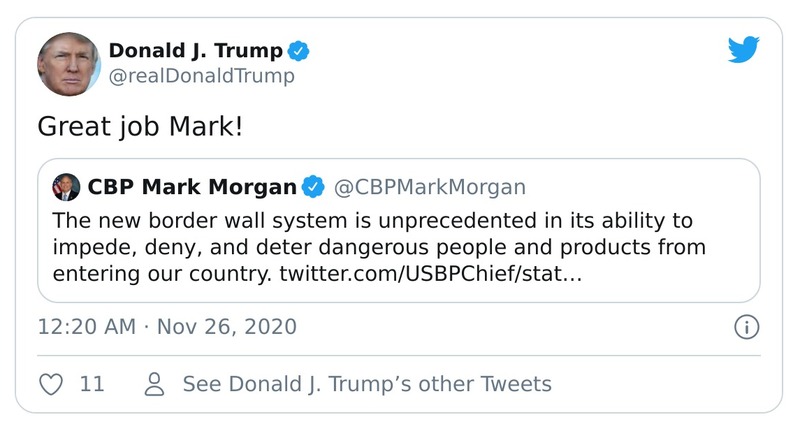 Donald J. Trump
@realDonaldTrump
Great job Mark!
CBP Mark Morgan @CBPMarkMorgan
The new border wall system is unprecedented in its ability to
impede, deny, and deter dangerous people and products from
entering our country. twitter.com/USBPChief/stat…
12:20 AM · Nov 26, 2020
11 See Donald J. Trump’s other Tweets